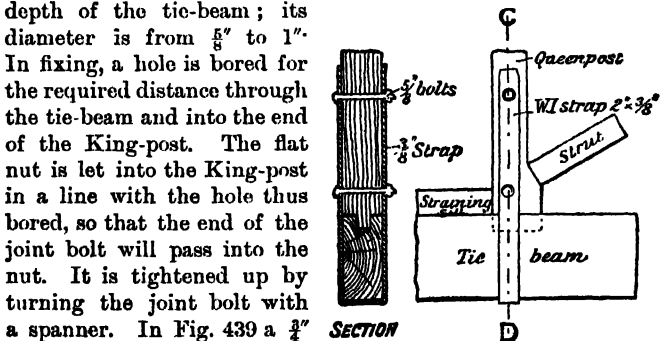 depth of the tie-beam ; its
diameter is from ⅝″ to 1″·
In fixing, a hole is bored for
the required distance through
the tie-beam and into the end
of the King-post. The flat
nut is let into the King-post
in a line with the hole thus
bored, so that the end of the
joint bolt will pass into the
nut. It is tightened up by
turning the joint bolt with
a spanner. In Fig. 439 a ¾″
⅝″ bolts
⅜″ Strap
SECTION
C
Queenpost
WI strap 2″×⅜″
Strut
Straining
Sill
Tie beam
D